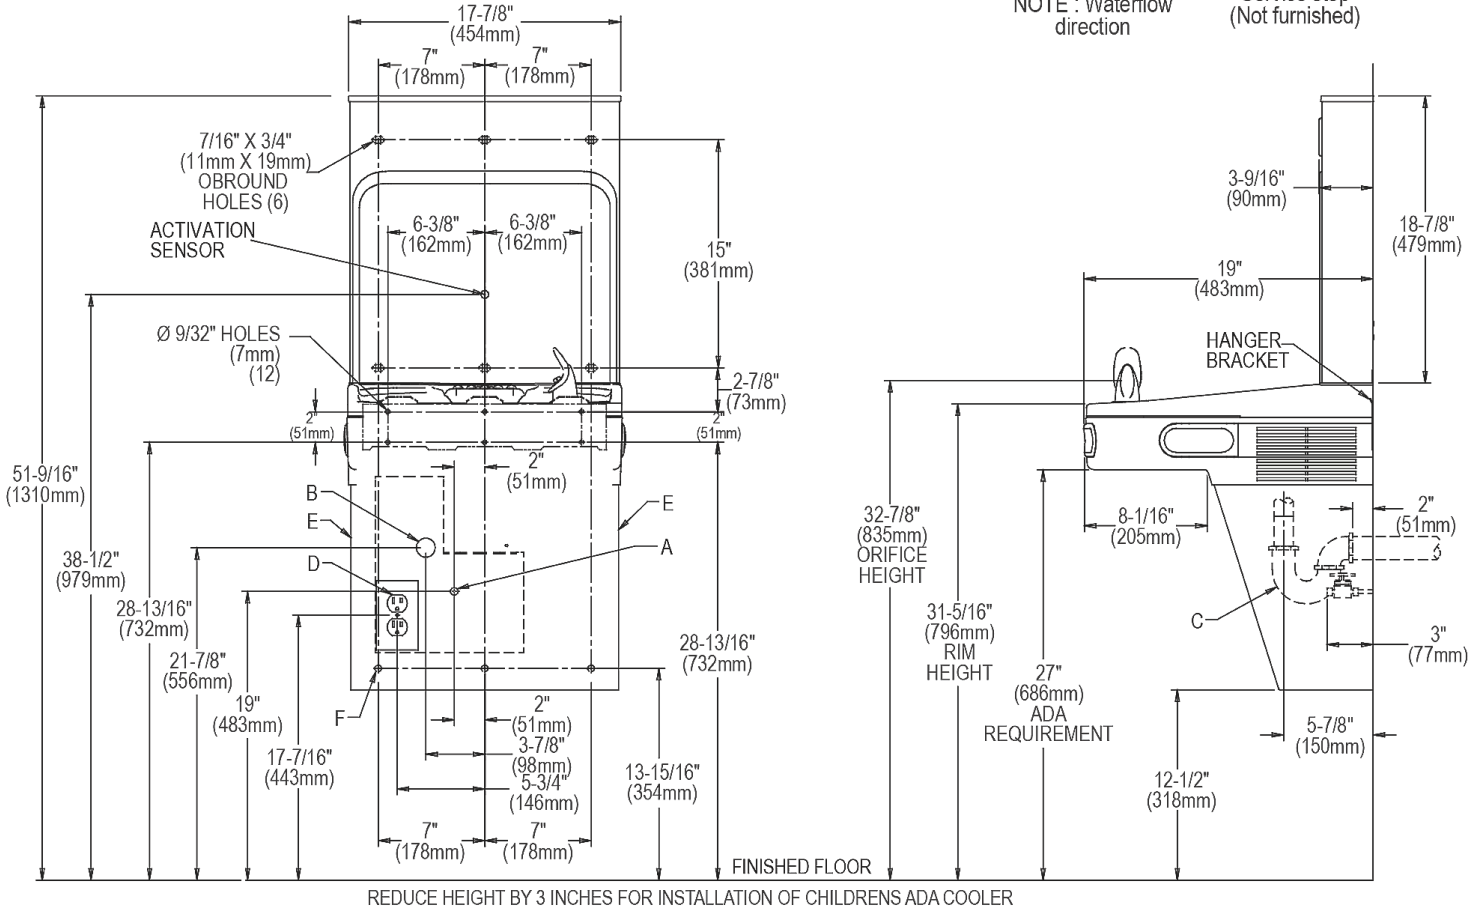 17-7/8"
(454mm)
7"
(178mm)
7"
(178mm)
NOTE : Waterflow
direction
(Not furnished)
7/16" X 3/4"
(11mm X 19mm)
OBROUND
HOLES (6)
ACTIVATION
SENSOR
6-3/8"
(162mm)
6-3/8"
(162mm)
15"
(381mm)
Ø 9/32" HOLES
(7mm)
(12)
2-7/8"
(73mm)
2"
(51mm)
2"
(51mm)
2"
(51mm)
51-9/16"
(1310mm)
38-1/2"
(979mm)
28-13/16"
(732mm)
21-7/8"
(556mm)
19"
(483mm)
17-7/16"
(443mm)
B
E
D
E
A
F
2"
(51mm)
3-7/8"
(98mm)
5-3/4"
(146mm)
7"
(178mm)
7"
(178mm)
28-13/16"
(732mm)
13-15/16"
(354mm)
3-9/16"
(90mm)
18-7/8"
(479mm)
19"
(483mm)
HANGER
BRACKET
32-7/8"
(835mm)
ORIFICE
HEIGHT
8-1/16"
(205mm)
2"
(51mm)
31-5/16"
(796mm)
RIM
HEIGHT
C
3"
(77mm)
27"
(686mm)
ADA
REQUIREMENT
5-7/8"
(150mm)
12-1/2"
(318mm)
FINISHED FLOOR
REDUCE HEIGHT BY 3 INCHES FOR INSTALLATION OF CHILDRENS ADA COOLER